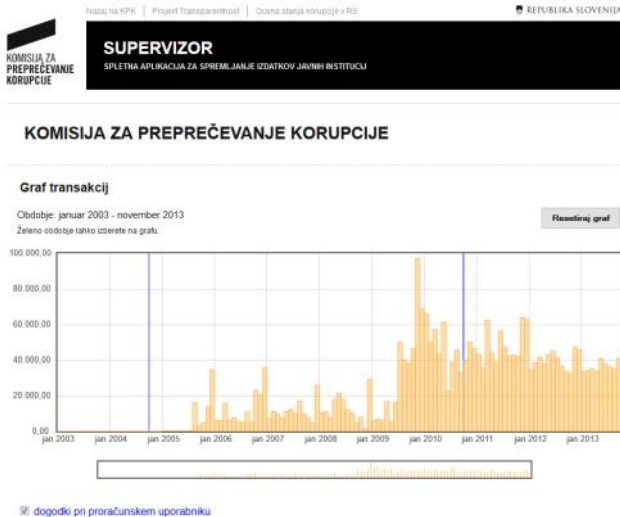 Nazaj na KPK | Projekt Transparentnost | Ocena stanja korupcije v RS
REPUBLIKA SLOVENIJA
KOMISIJA ZA
PREPREČEVANJE
KORUPCIJE
SUPERVIZOR
SPLETNA APLIKACIJA ZA SPREMLJANJE IZDATKOV JAVNIH INSTITUCIJ
KOMISIJA ZA PREPREČEVANJE KORUPCIJE
Graf transakcij
Obdobje: januar 2003 - november 2013
Želeno obdobje lahko izberete na grafu.
Resetiraj graf
100.000,00
80.000,00
60.000,00
40.000,00
20.000,00
0,00
jan 2003 jan 2004 jan 2005 jan 2006 jan 2007 jan 2008 jan 2009 jan 2010 jan 2011 jan 2012 jan 2013
dogodki pri proračunskem uporabniku